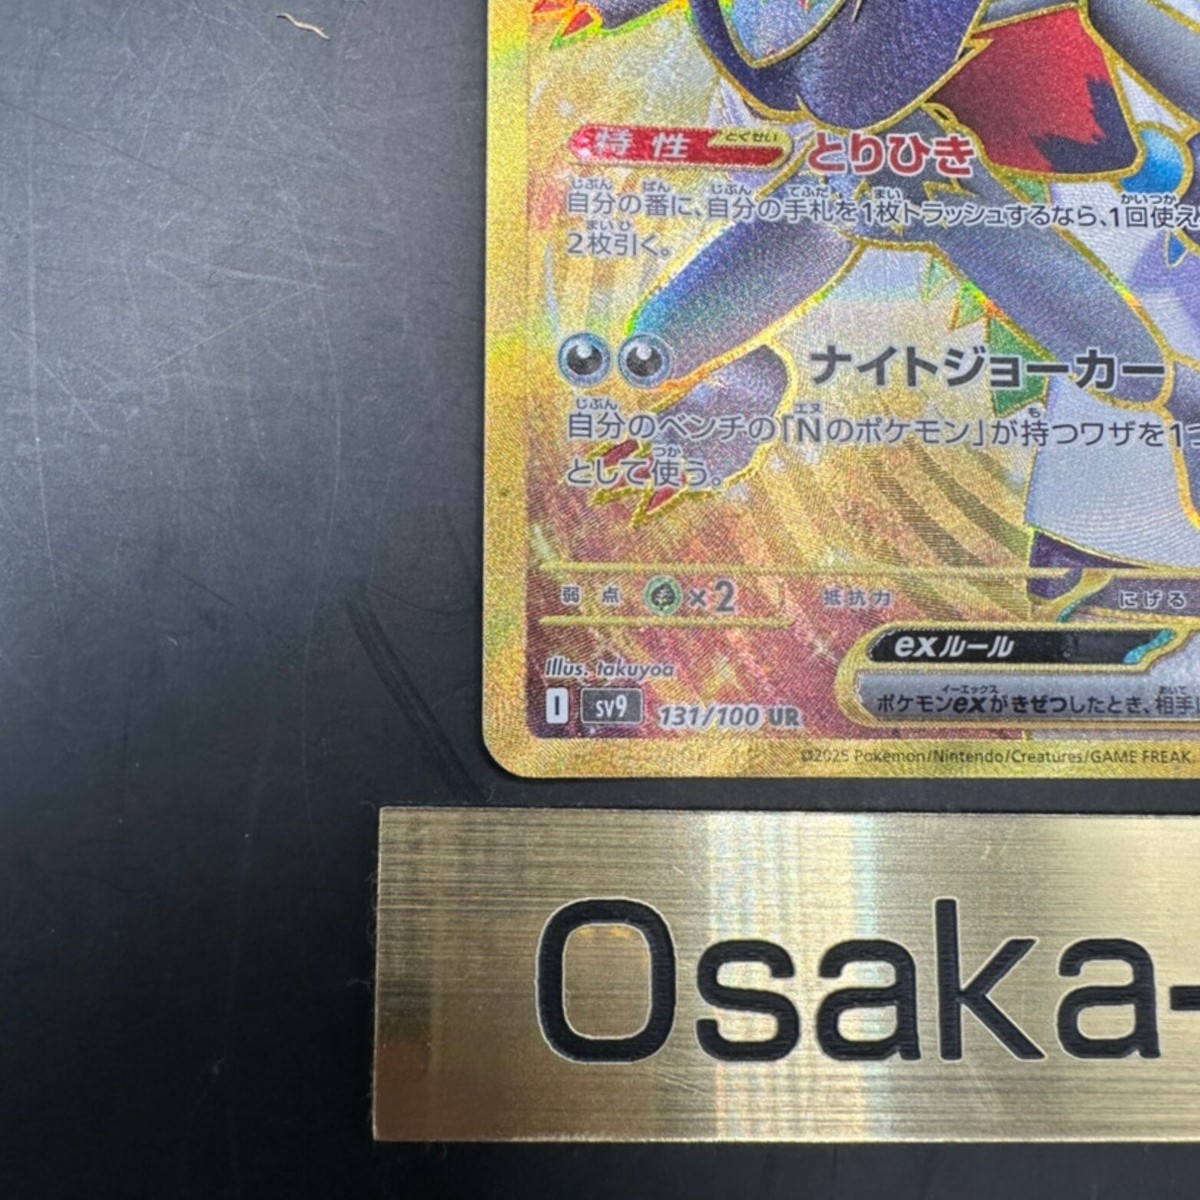 特性 とくせい とりひき
自分の番に、自分の手札を1枚トラッシュするなら、1回使え
2枚引く。
ナイトジョーカー
自分のベンチの「Nのポケモン」が持つワザを1つ
として使う。
弱点 ×2 抵抗力 にげる
exルール
ポケモンexがきぜつしたとき、相手
Illus. takuyoa
I SV9 131/100 UR
©2025 Pokémon/Nintendo/Creatures/GAME FREAK.
Osaka-